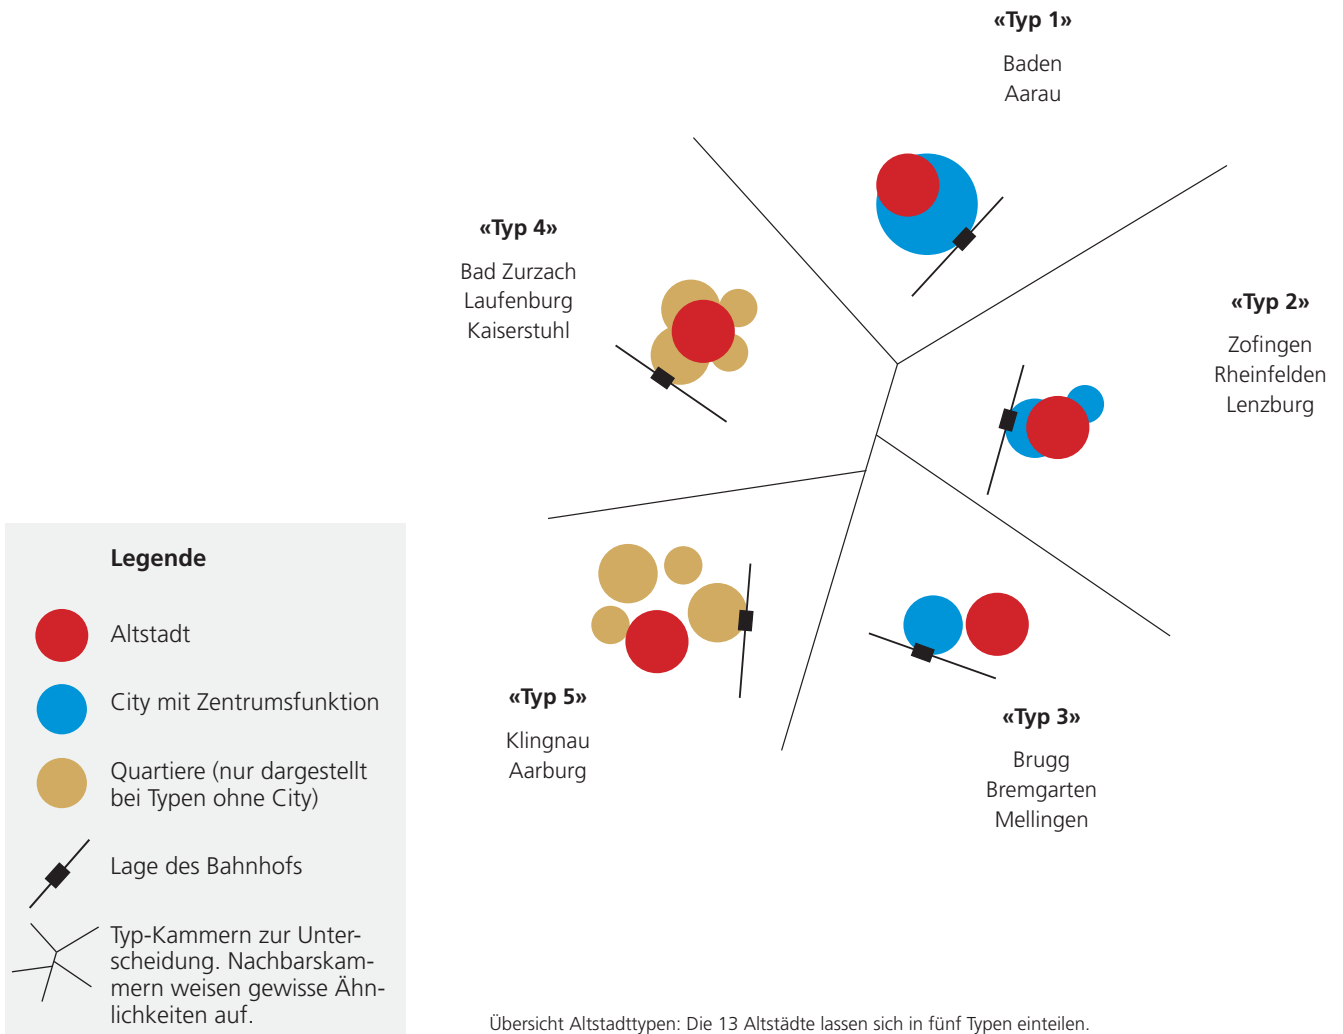 «Typ 1»
Baden
Aarau
«Typ 4»
Bad Zurzach
Laufenburg
Kaiserstuhl
«Typ 2»
Zofingen
Rheinfelden
Lenzburg
«Typ 5»
Klingnau
Aarburg
«Typ 3»
Brugg
Bremgarten
Mellingen
Legende
Altstadt
City mit Zentrumsfunktion
Quartiere (nur dargestellt
bei Typen ohne City)
Lage des Bahnhofs
Typ-Kammern zur Unter-
scheidung. Nachbarskam-
mern weisen gewisse Ähn-
lichkeiten auf.
Übersicht Altstadttypen: Die 13 Altstädte lassen sich in fünf Typen einteilen.